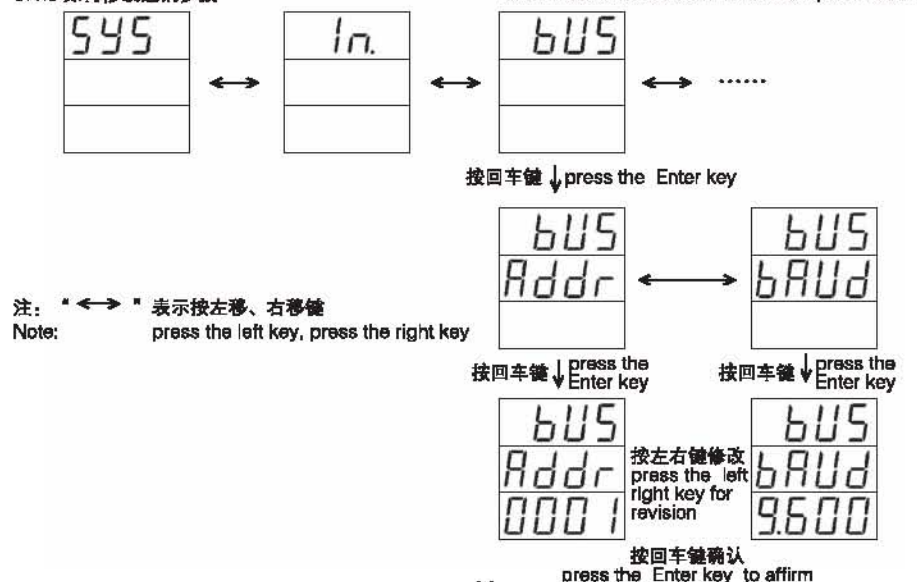 SYS
In.
bUS
......
按回车键 press the Enter key
bUS
Addr
bUS
bAUd
注： " " 表示按左移、右移键
Note: press the left key, press the right key
按回车键 press the
Enter key
按回车键 press the
Enter key
bUS
Addr
0001
按左右键修改
press the left
right key for
revision
bUS
bAUd
9.600
按回车键确认
press the Enter key to affirm